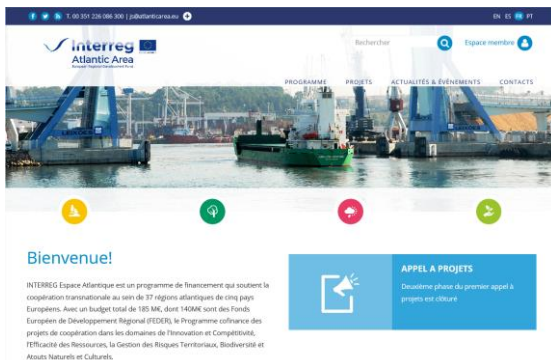 T. 00 351 226 086 300 | js@atlanticarea.eu
EN ES FR PT
Interreg
Atlantic Area
European Regional Development Fund
Rechercher
Espace membre
PROGRAMME PROJETS ACTUALITÉS & ÉVÈNEMENTS CONTACTS
Bienvenue!
INTERREG Espace Atlantique est un programme de financement qui soutient la
coopération transnationale au sein de 37 régions atlantiques de cinq pays
Européens. Avec un budget total de 185 M€, dont 140M€ sont des Fonds
Européen de Développement Régional (FEDER), le Programme cofinance des
projets de coopération dans les domaines de l'Innovation et Compétitivité,
l'Efficacité des Ressources, la Gestion des Risques Territoriaux, Biodiversité et
Atouts Naturels et Culturels.
APPEL A PROJETS
Deuxième phase du premier appel à
projets est clôturé